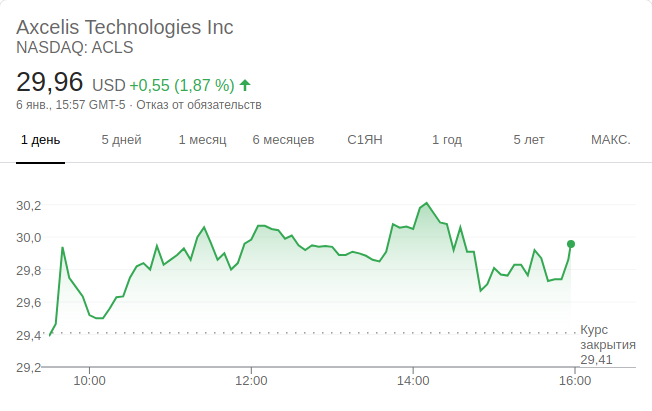 Axcelis Technologies Inc
NASDAQ: ACLS
29,96 USD +0,55 (1,87 %)
6 янв., 15:57 GMT-5 · Отказ от обязательств
1 день 5 дней 1 месяц 6 месяцев С1ЯН 1 год 5 лет МАКС.
30,2
30,0
29,8
29,6
29,4
29,2
Курс
закрытия
29,41
10:00 12:00 14:00 16:00